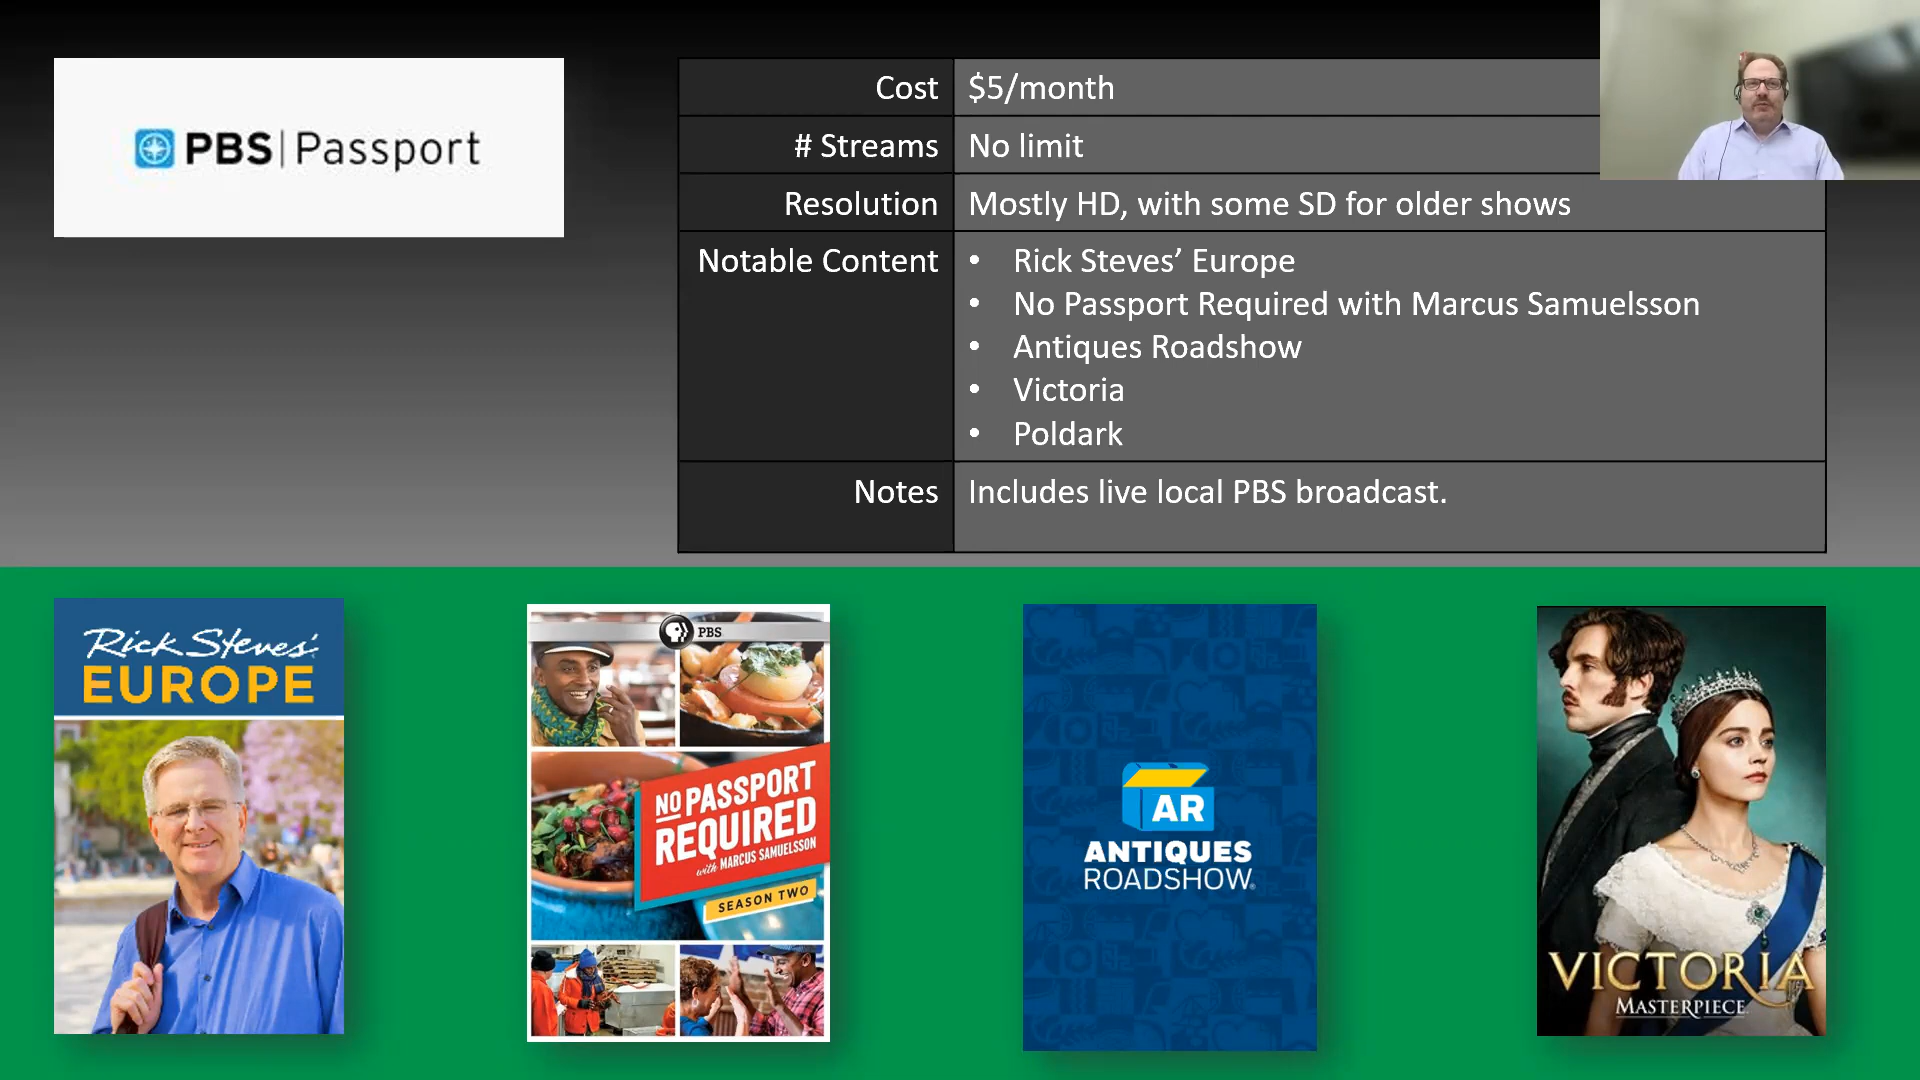 PBS | Passport
Cost $5/month
# Streams No limit
Resolution Mostly HD, with some SD for older shows
Notable Content • Rick Steves’ Europe
• No Passport Required with Marcus Samuelsson
• Antiques Roadshow
• Victoria
• Poldark
Notes Includes live local PBS broadcast.
Rick Steves'
EUROPE
PBS
NO PASSPORT
REQUIRED
with MARCUS SAMUELSSON
SEASON TWO
AR
ANTIQUES
ROADSHOW®
VICTORIA
MASTERPIECE